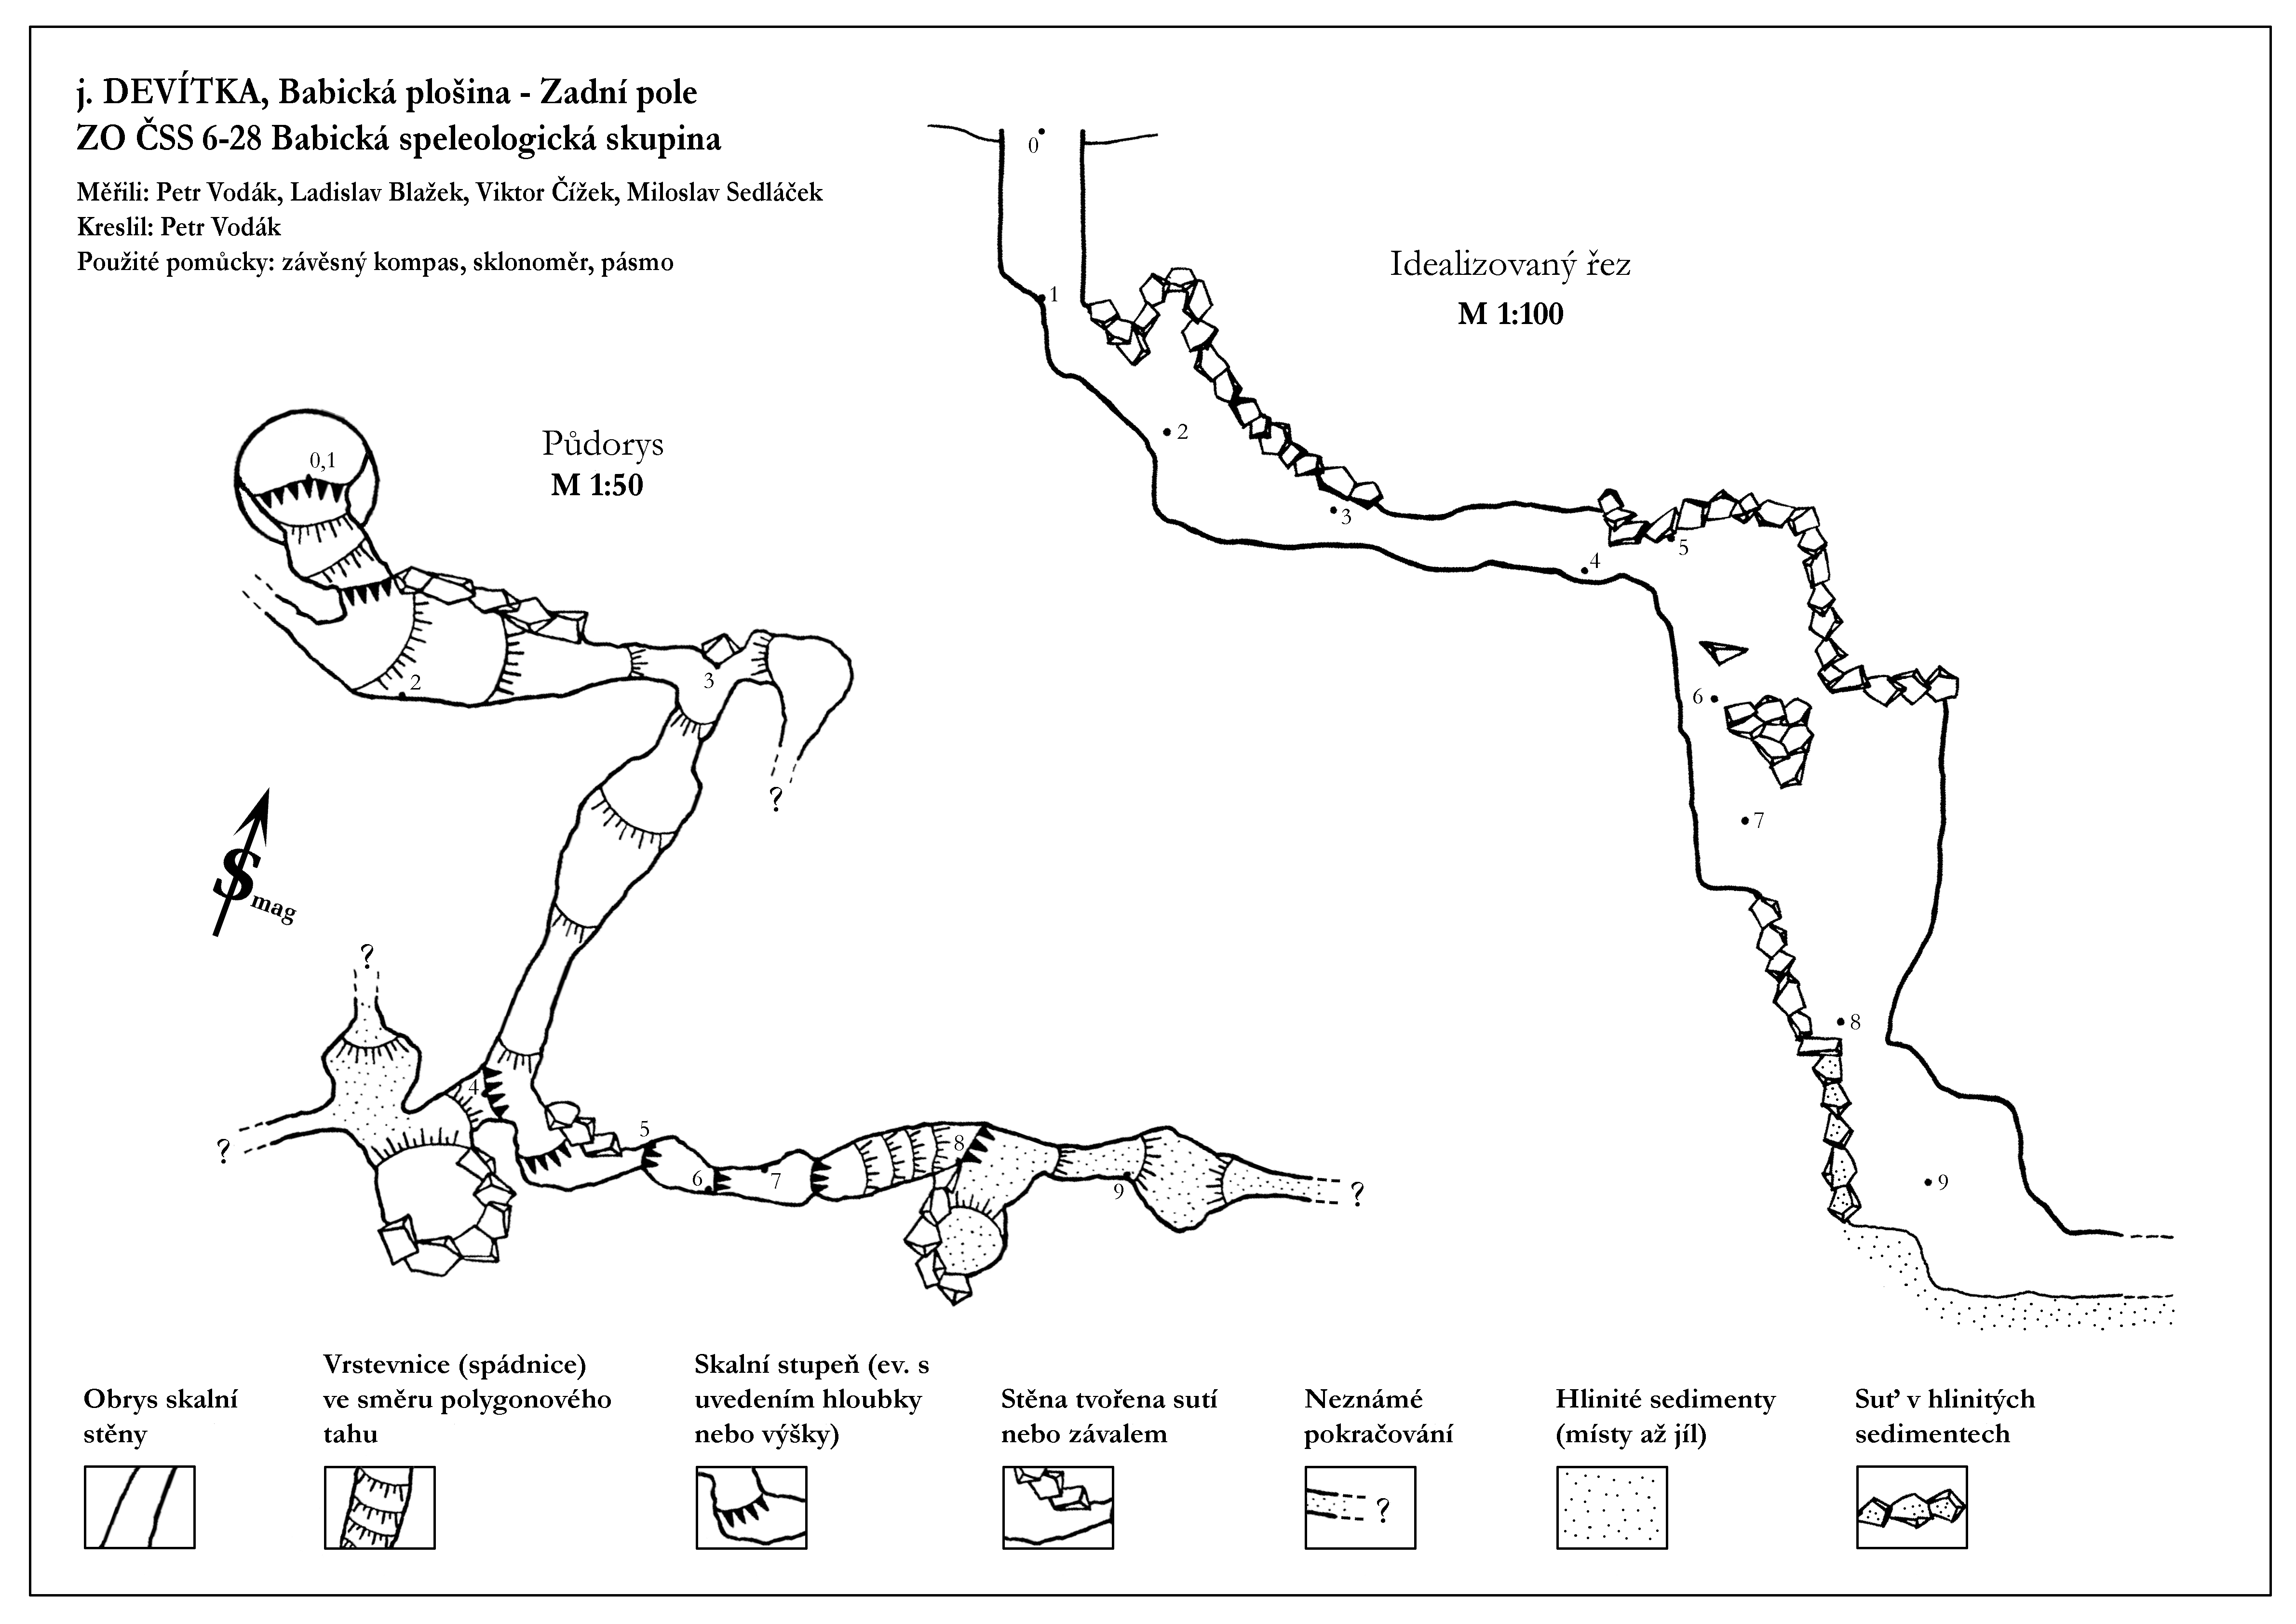 j. DEVÍTKA, Babická plošina - Zadní pole
ZO ČSS 6-28 Babická speleologická skupina
Měřili: Petr Vodák, Ladislav Blažek, Viktor Čížek, Miloslav Sedláček
Kreslil: Petr Vodák
Použité pomůcky: závěsný kompas, sklonoměr, pásmo
Idealizovaný řez
M 1:100
0
1
2
3
4
5
6
7
8
9
Půdorys
M 1:50
0,1
2
3
?
S mag
?
4
?
5
6
7
8
9
?
Obrys skalní
stěny
Vrstevnice (spádnice)
ve směru polygonového
tahu
Skalní stupeň (ev. s
uvedením hloubky
nebo výšky)
Stěna tvořena sutí
nebo závalem
Neznámé
pokračování
?
Hlinité sedimenty
(místy až jíl)
Suť v hlinitých
sedimentech